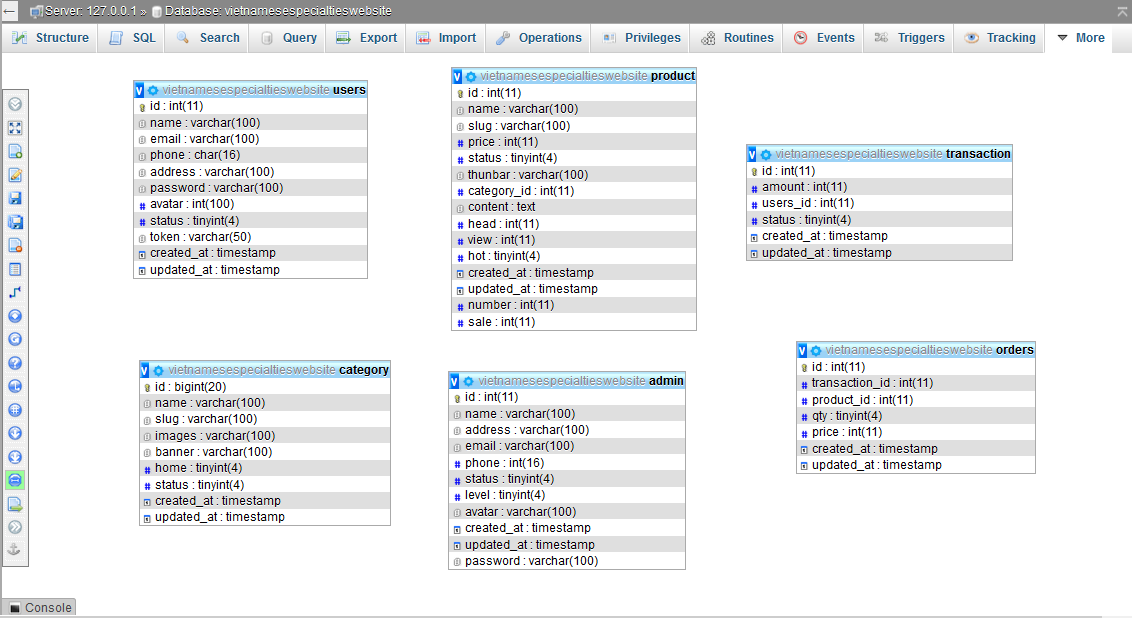 Server: 127.0.0.1 » Database: vietnamesespecialtieswebsite
Structure SQL Search Query Export Import Operations Privileges Routines Events Triggers Tracking More
vietnamesespecialtieswebsite users
id : int(11)
name : varchar(100)
email : varchar(100)
phone : char(16)
address : varchar(100)
password : varchar(100)
avatar : int(100)
status : tinyint(4)
token : varchar(50)
created_at : timestamp
updated_at : timestamp
vietnamesespecialtieswebsite product
id : int(11)
name : varchar(100)
slug : varchar(100)
price : int(11)
status : tinyint(4)
thunbar : varchar(100)
category_id : int(11)
content : text
head : int(11)
view : int(11)
hot : tinyint(4)
created_at : timestamp
updated_at : timestamp
number : int(11)
sale : int(11)
vietnamesespecialtieswebsite transaction
id : int(11)
amount : int(11)
users_id : int(11)
status : tinyint(4)
created_at : timestamp
updated_at : timestamp
vietnamesespecialtieswebsite category
id : bigint(20)
name : varchar(100)
slug : varchar(100)
images : varchar(100)
banner : varchar(100)
home : tinyint(4)
status : tinyint(4)
created_at : timestamp
updated_at : timestamp
vietnamesespecialtieswebsite admin
id : int(11)
name : varchar(100)
address : varchar(100)
email : varchar(100)
phone : int(16)
status : tinyint(4)
level : tinyint(4)
avatar : varchar(100)
created_at : timestamp
updated_at : timestamp
password : varchar(100)
vietnamesespecialtieswebsite orders
id : int(11)
transaction_id : int(11)
product_id : int(11)
qty : tinyint(4)
price : int(11)
created_at : timestamp
updated_at : timestamp
Console